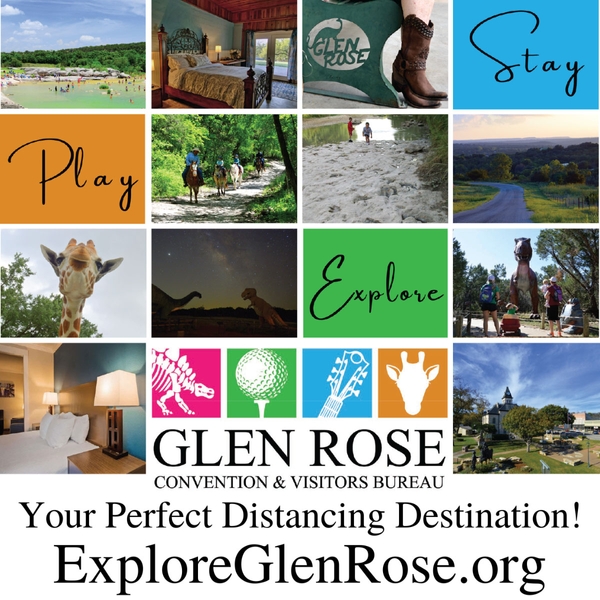 GLEN
ROSE
Stay
Play
Explore
GLEN ROSE
CONVENTION & VISITORS BUREAU
Your Perfect Distancing Destination!
ExploreGlenRose.org